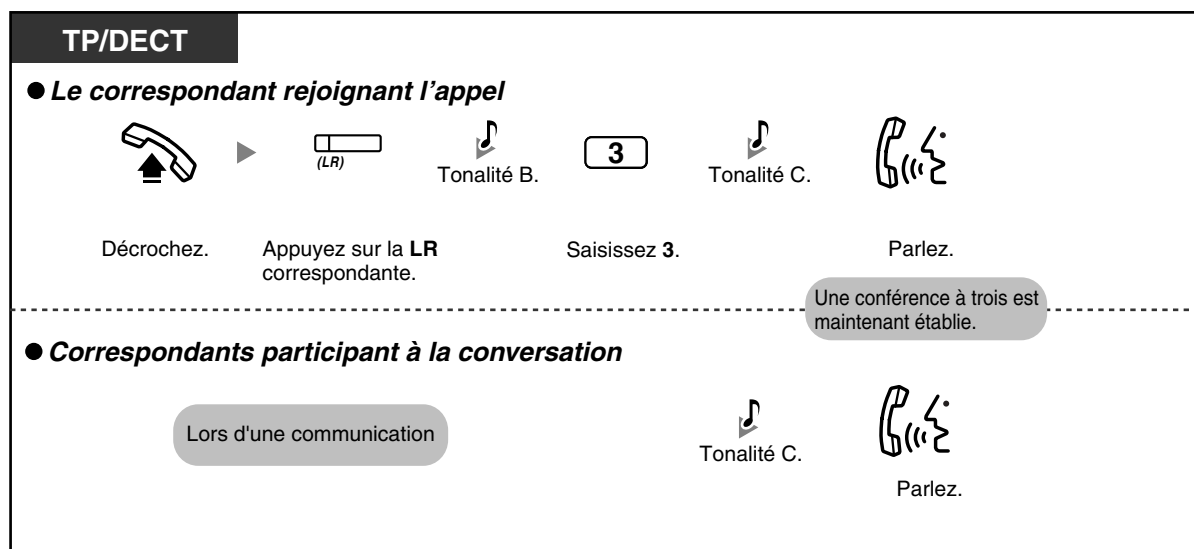 TP/DECT
● Le correspondant rejoignant l’appel
(LR)
Tonalité B.
3
Tonalité C.
Décrochez.
Appuyez sur la LR
correspondante.
Saisissez 3.
Parlez.
Une conférence à trois est
maintenant établie.
● Correspondants participant à la conversation
Lors d'une communication
Tonalité C.
Parlez.